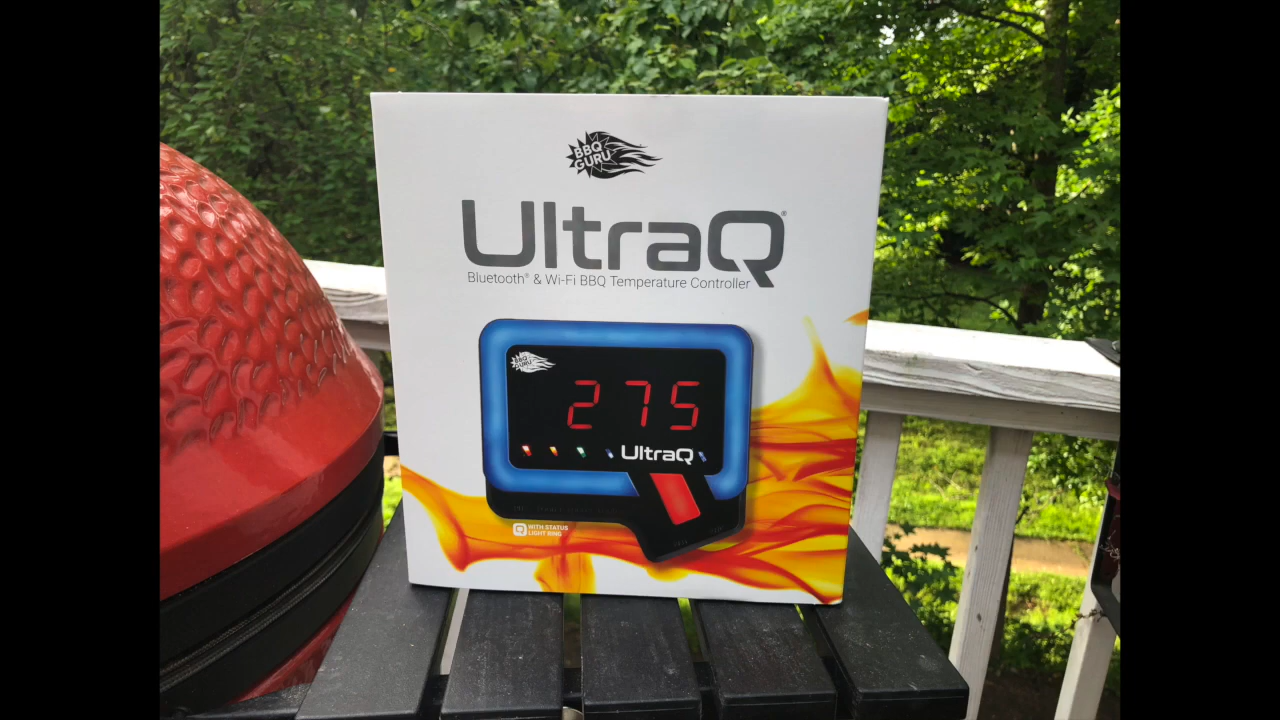 BBQ
GURU
UltraQ®
Bluetooth® & Wi-Fi BBQ Temperature Controller
BBQ
GURU
275
UltraQ
Q WITH STATUS
LIGHT RING